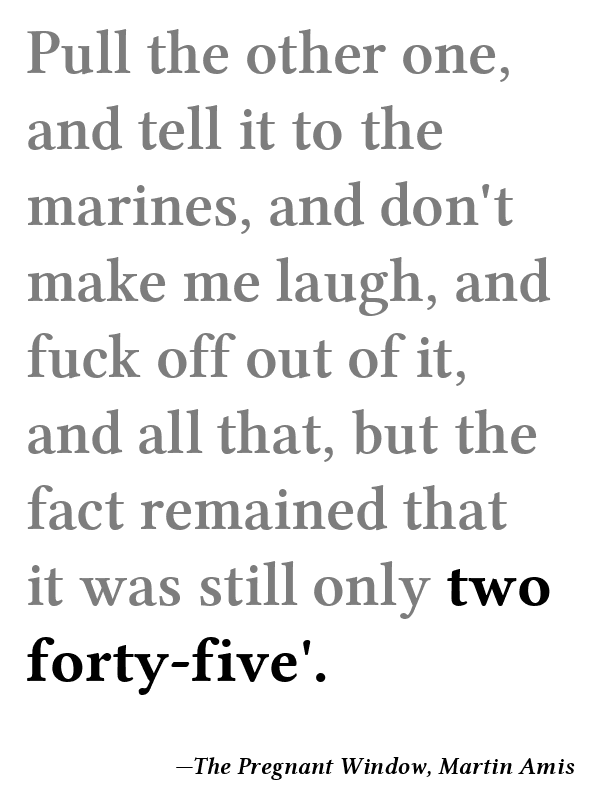 Pull the other one,
and tell it to the
marines, and don't
make me laugh, and
fuck off out of it,
and all that, but the
fact remained that
it was still only two
forty-five'.
—The Pregnant Window, Martin Amis